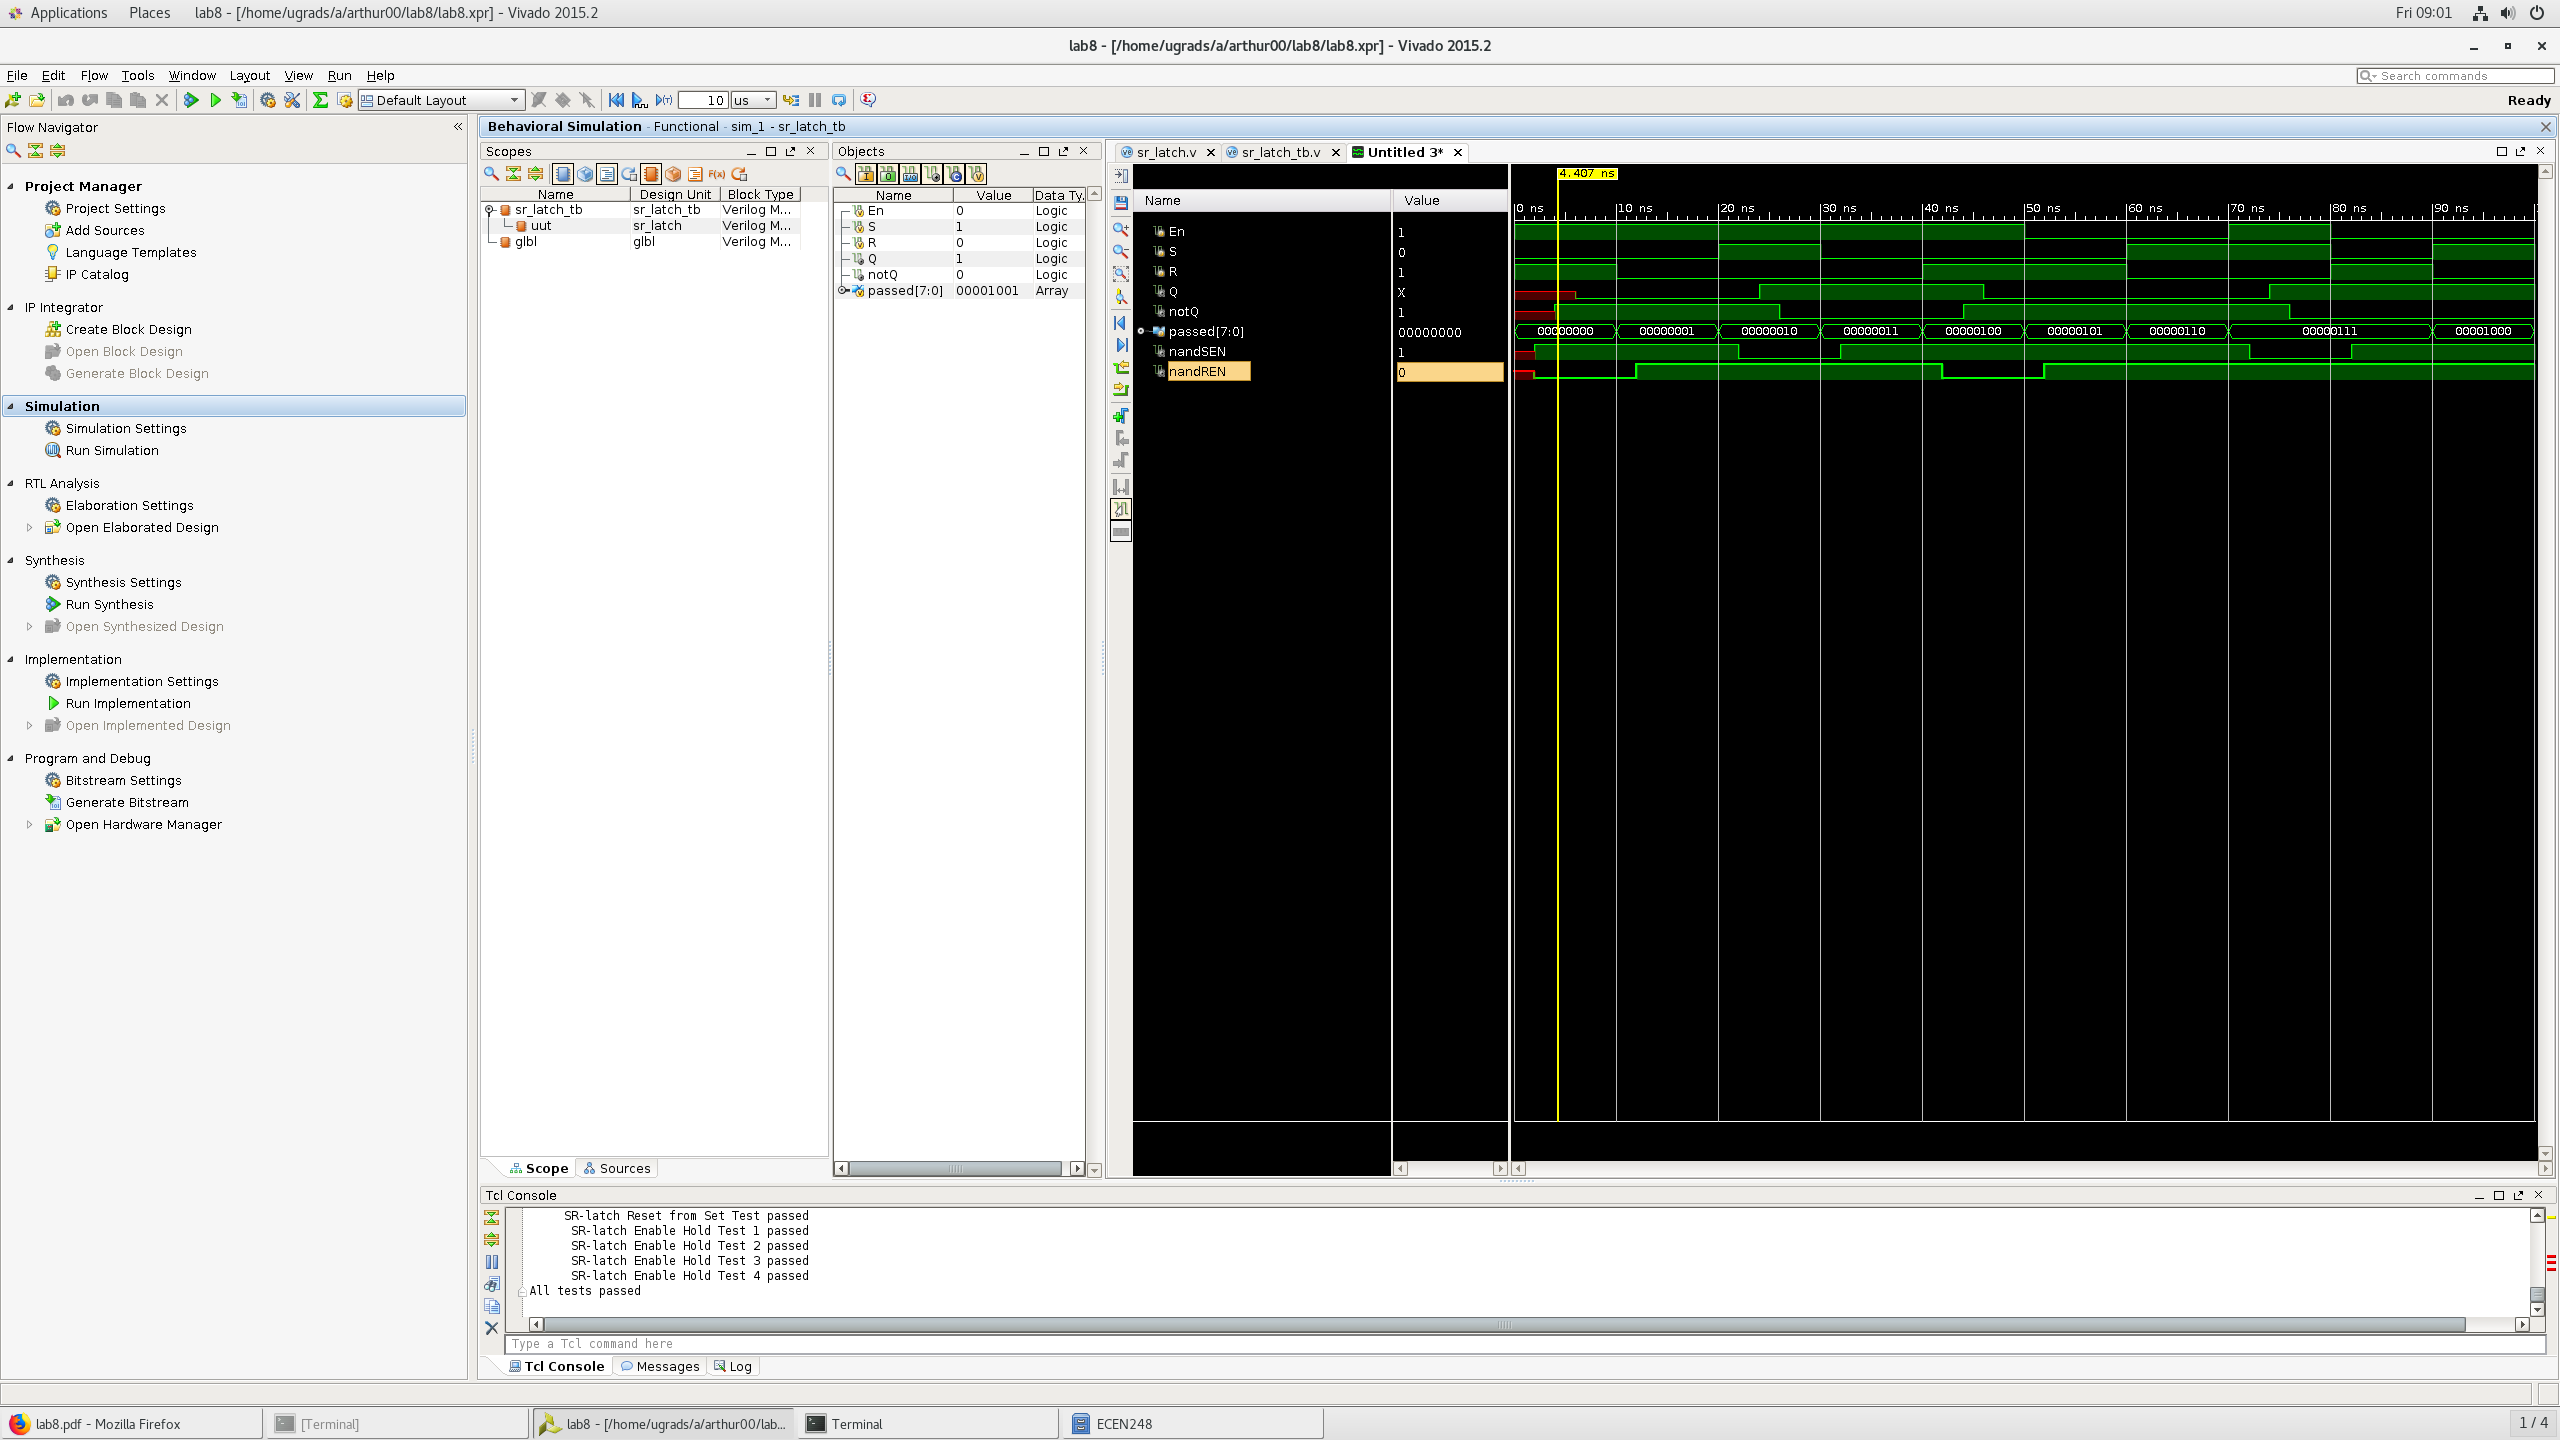 Applications Places lab8 - [/home/ugrads/a/arthur00/lab8/lab8.xpr] - Vivado 2015.2 Fri 09:01
lab8 - [/home/ugrads/a/arthur00/lab8/lab8.xpr] - Vivado 2015.2
File Edit Flow Tools Window Layout View Run Help Search commands
Default Layout 10 us Ready
Flow Navigator
Project Manager
Project Settings
Add Sources
Language Templates
IP Catalog
IP Integrator
Create Block Design
Open Block Design
Generate Block Design
Simulation
Simulation Settings
Run Simulation
RTL Analysis
Elaboration Settings
Open Elaborated Design
Synthesis
Synthesis Settings
Run Synthesis
Open Synthesized Design
Implementation
Implementation Settings
Run Implementation
Open Implemented Design
Program and Debug
Bitstream Settings
Generate Bitstream
Open Hardware Manager
Behavioral Simulation - Functional - sim_1 - sr_latch_tb
Scopes
Name Design Unit Block Type
sr_latch_tb sr_latch_tb Verilog M...
uut sr_latch Verilog M...
glbl glbl Verilog M...
Scope Sources
Objects
Name Value Data Ty.
En 0 Logic
S 1 Logic
R 0 Logic
Q 1 Logic
notQ 0 Logic
passed[7:0] 00001001 Array
sr_latch.v sr_latch_tb.v Untitled 3*
4.407 ns
Name Value
0 ns 10 ns 20 ns 30 ns 40 ns 50 ns 60 ns 70 ns 80 ns 90 ns
En 1
S 0
R 1
Q X
notQ 1
passed[7:0] 00000000 00000000 00000001 00000010 00000011 00000100 00000101 00000110 00000111 00001000
nandSEN 1
nandREN 0
Tcl Console
SR-latch Reset from Set Test passed
SR-latch Enable Hold Test 1 passed
SR-latch Enable Hold Test 2 passed
SR-latch Enable Hold Test 3 passed
SR-latch Enable Hold Test 4 passed
All tests passed
Type a Tcl command here
Tcl Console Messages Log
lab8.pdf - Mozilla Firefox [Terminal] lab8 - [/home/ugrads/a/arthur00/lab... Terminal ECEN248 1 / 4